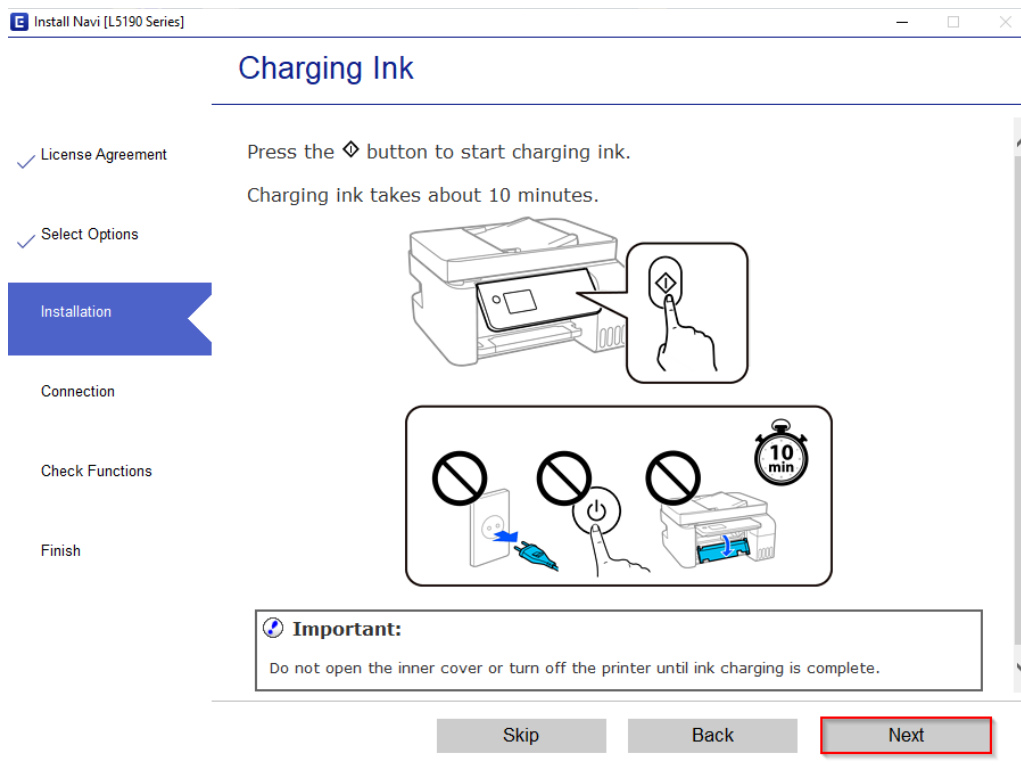 E Install Navi [L5190 Series]
Charging Ink
License Agreement
Select Options
Installation
Connection
Check Functions
Finish
Press the button to start charging ink.
Charging ink takes about 10 minutes.
10
min
Important:
Do not open the inner cover or turn off the printer until ink charging is complete.
Skip Back Next